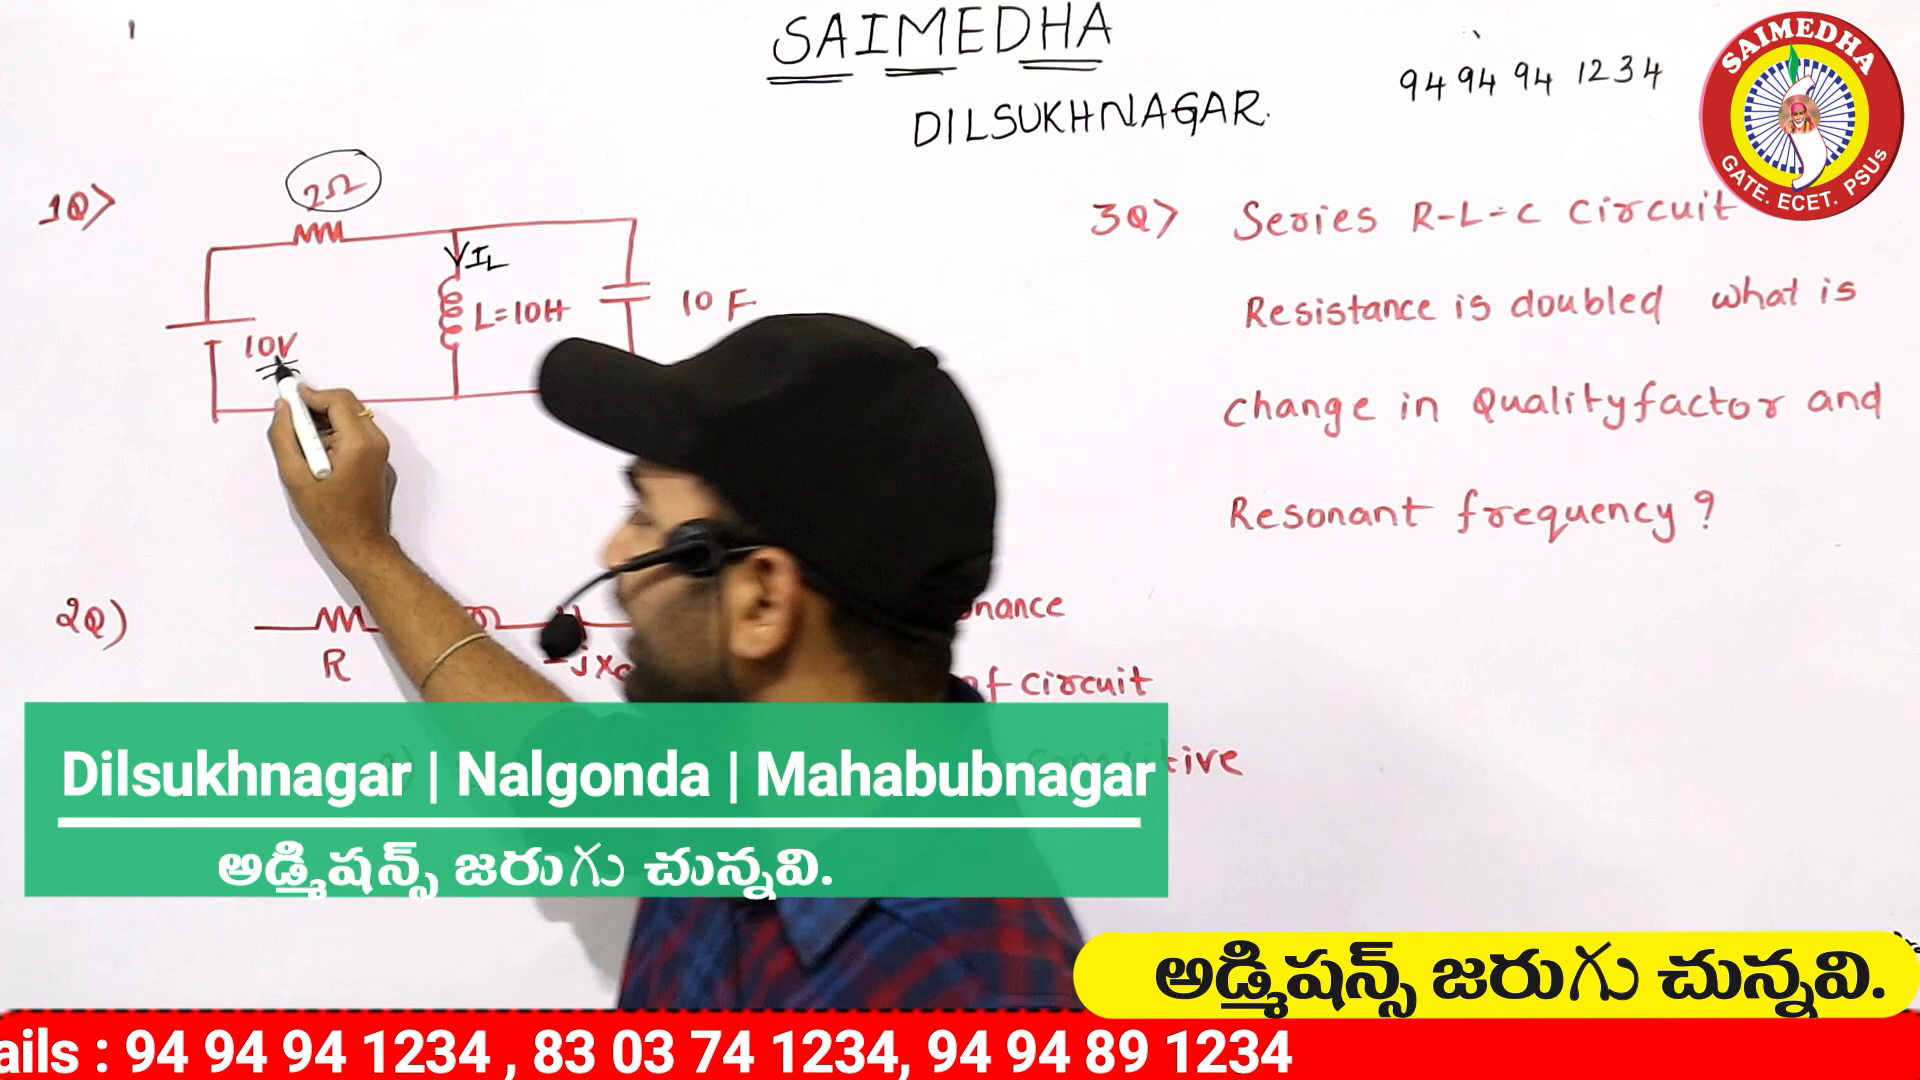 SAIMEDHA
DILSUKHNAGAR.
94 94 94 1234
SAIMEDHA
GATE. ECET. PSUs
1Q>
2Ω
IL
L=10H
10 F
10V
3Q> Series R-L-C circuit
Resistance is doubled what is
change in Qualityfactor and
Resonant frequency ?
2Q)
R
-jXc
nance
of circuit
tive
Dilsukhnagar | Nalgonda | Mahabubnagar
అడ్మిషన్స్ జరుగు చున్నవి.
అడ్మిషన్స్ జరుగు చున్నవి.
ails : 94 94 94 1234 , 83 03 74 1234, 94 94 89 1234